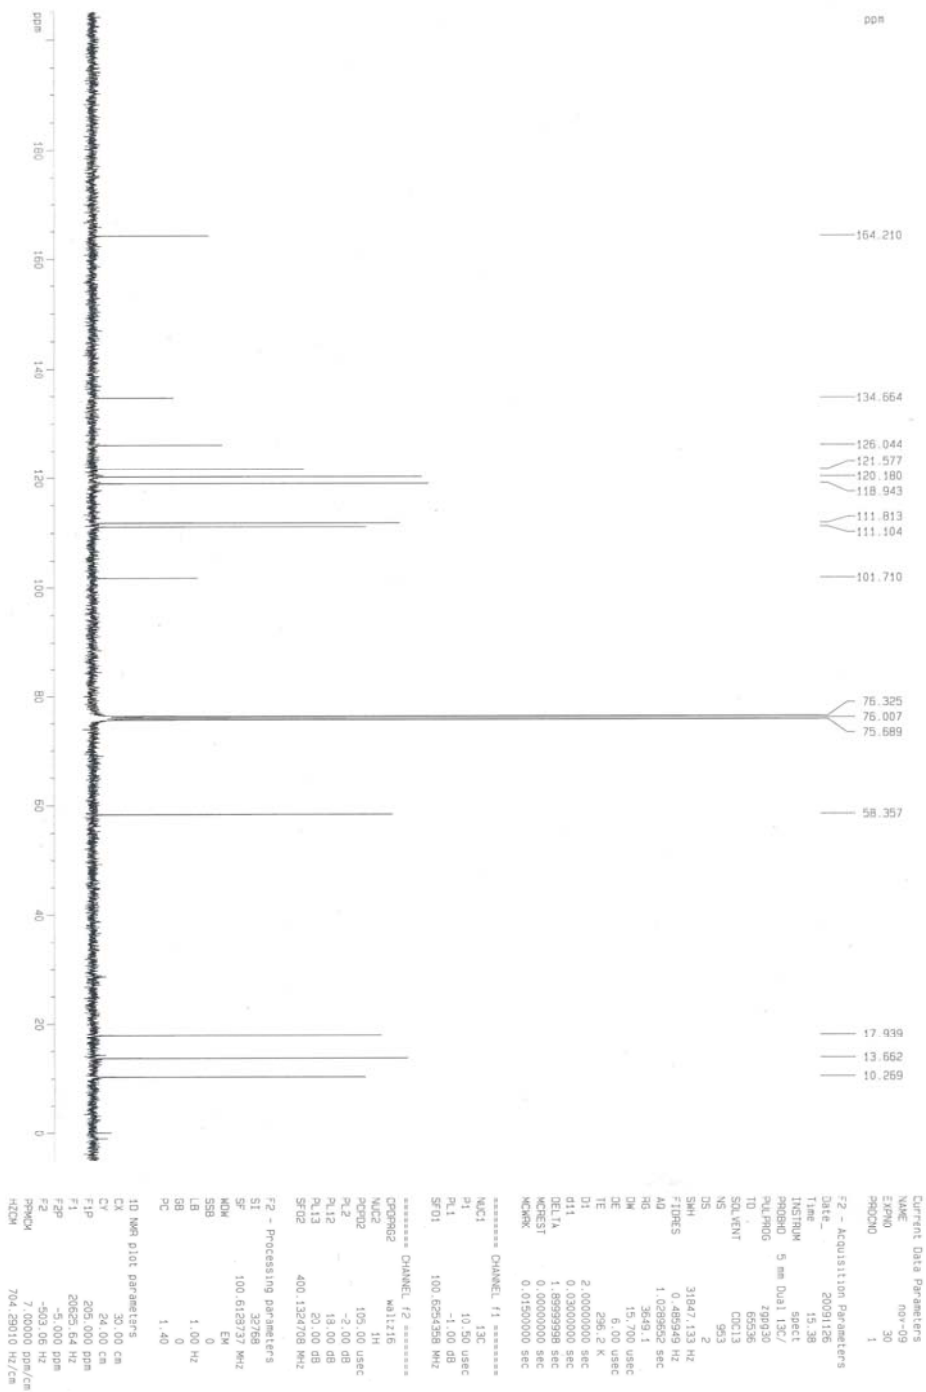 ppm
164.210
134.664
126.044
121.577
120.180
118.943
111.813
111.104
101.710
76.325
76.007
75.689
58.357
17.939
13.662
10.269
ppm
180
160
140
120
100
80
60
40
20
0
Current Data Parameters
NAME nov-09
EXPNO 30
PROCNO 1
F2 - Acquisition Parameters
Date_ 20091126
Time 15.38
INSTRUM spect
PROBHD 5 mm Dual 13C/
PULPROG zgpg30
TD 65536
SOLVENT CDCl3
NS 953
DS 2
SWH 31847.133 Hz
FIDRES 0.485949 Hz
AQ 1.0289652 sec
RG 3649.1
DW 15.700 usec
DE 6.00 usec
TE 296.2 K
D1 2.00000000 sec
d11 0.03000000 sec
DELTA 1.89999998 sec
MCREST 0.00000000 sec
MCWRK 0.01500000 sec
======== CHANNEL f1 ========
NUC1 13C
P1 10.50 usec
PL1 -1.00 dB
SFO1 100.6254358 MHz
======== CHANNEL f2 ========
CPDPRG2 waltz16
NUC2 1H
PCPD2 105.00 usec
PL2 -2.00 dB
PL12 18.00 dB
PL13 20.00 dB
SFO2 400.1324708 MHz
F2 - Processing parameters
SI 32768
SF 100.6128737 MHz
WDW EM
SSB 0
LB 1.00 Hz
GB 0
PC 1.40
1D NMR plot parameters
CX 30.00 cm
CY 24.00 cm
F1P 205.000 ppm
F1 20625.64 Hz
F2P -5.000 ppm
F2 -503.06 Hz
PPMCM 7.00000 ppm/cm
HZCM 704.29010 Hz/cm